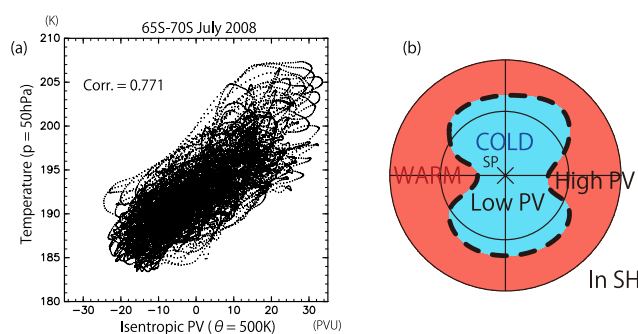 (K)
65S-70S July 2008
(a)
Corr. = 0.771
Temperature (p = 50hPa)
210
205
200
195
190
185
180
-30
-20
-10
0
10
20
30
Isentropic PV (θ = 500K)
(PVU)
(b)
COLD
SP
WARM
High PV
Low PV
In SH